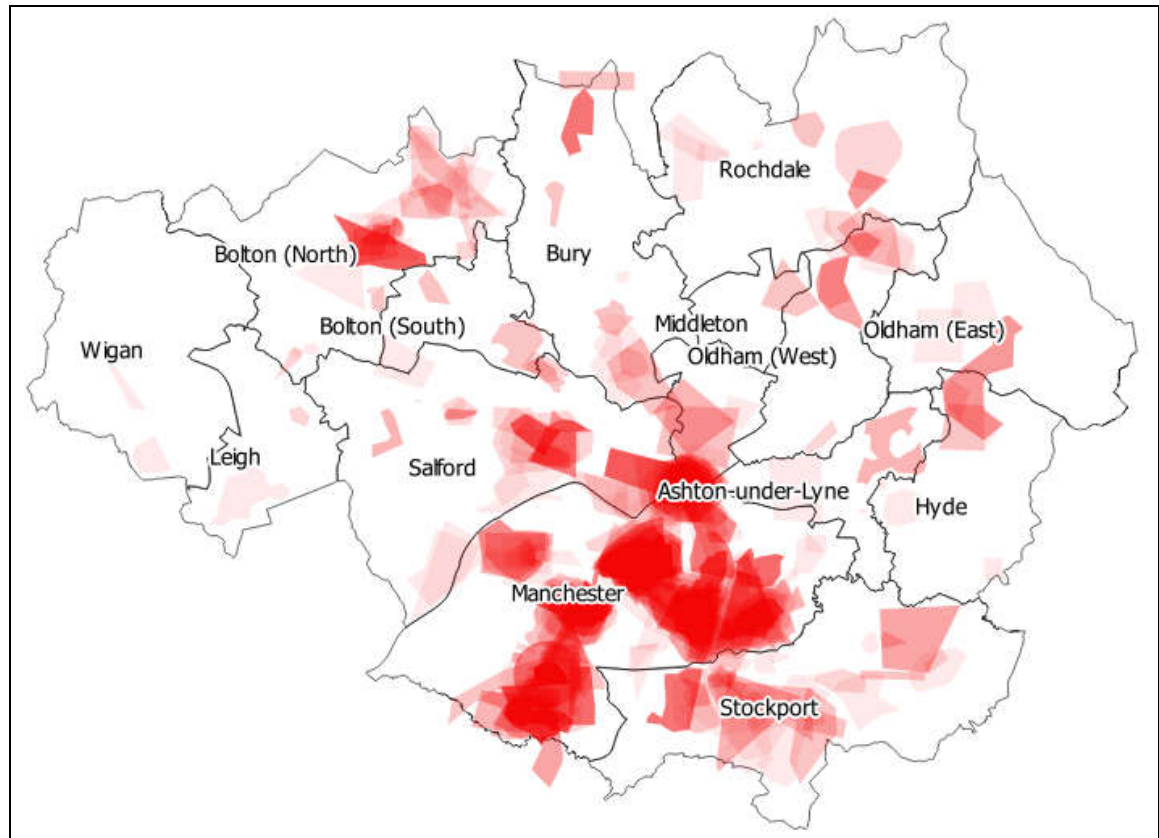 Rochdale
Bolton (North)
Bury
Middleton
Bolton (South)
Oldham (East)
Wigan
Oldham (West)
Leigh
Salford
Ashton-under-Lyne
Hyde
Manchester
Stockport